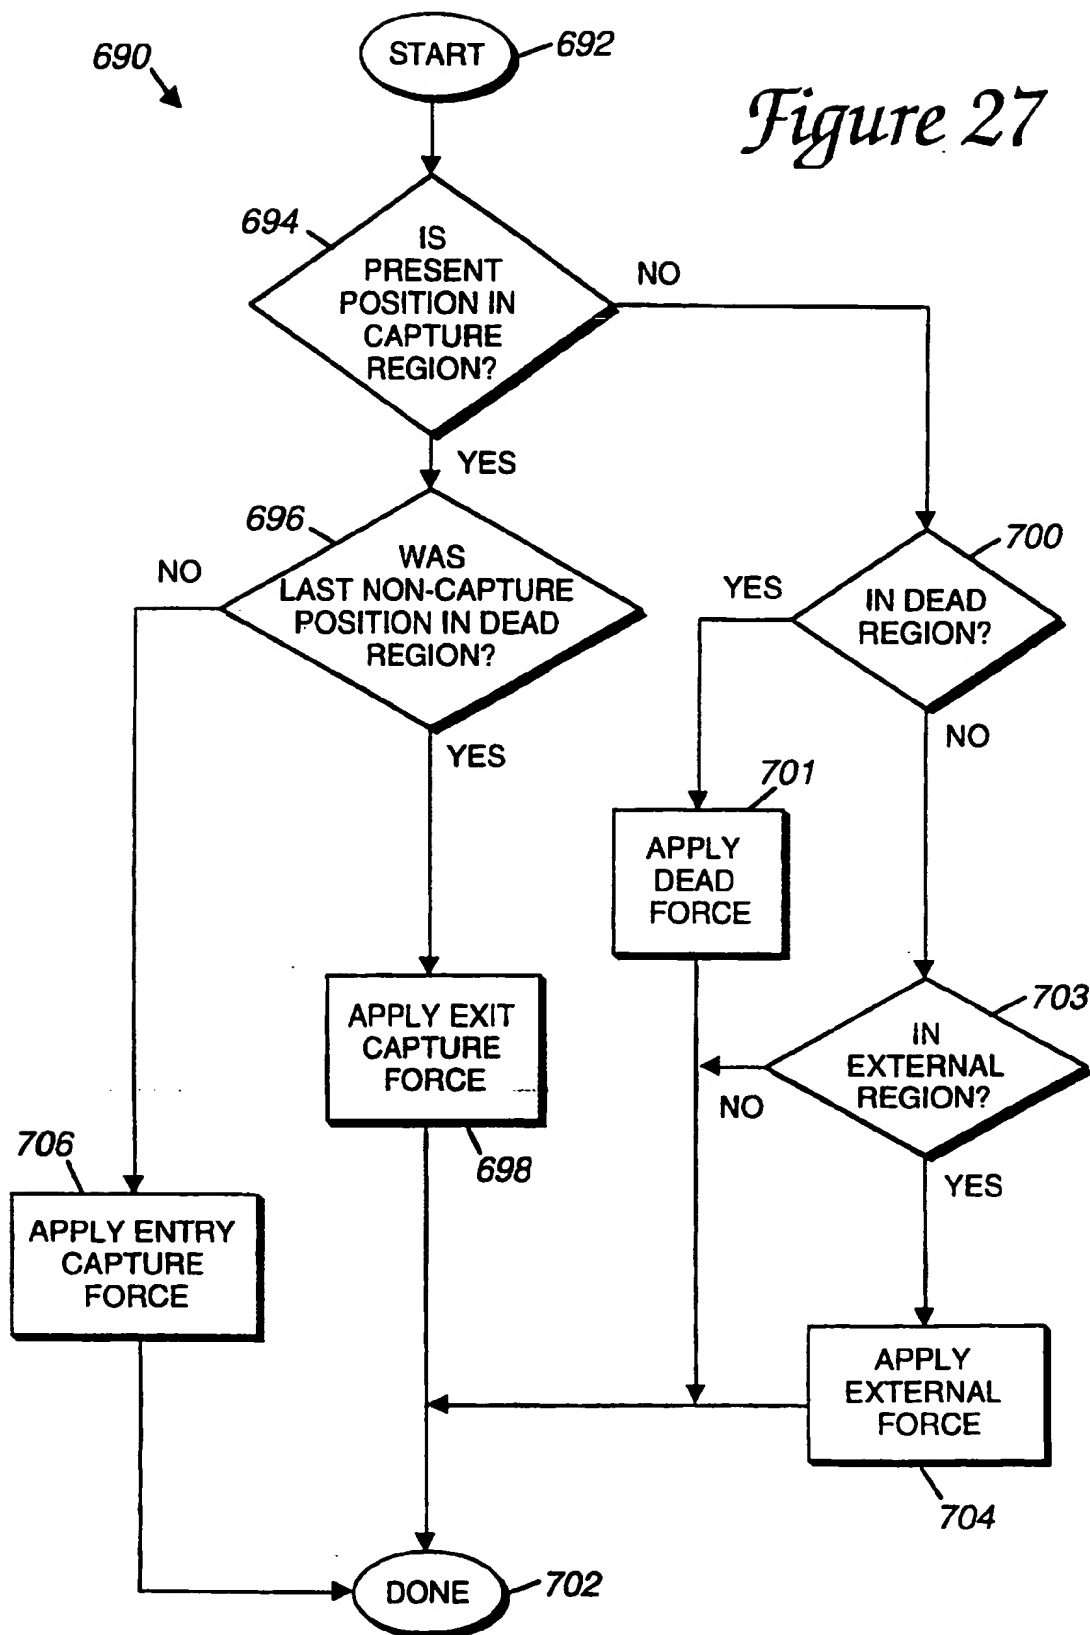 690
START
692
Figure 27
694
IS
PRESENT
POSITION IN
CAPTURE
REGION?
NO
YES
696
WAS
LAST NON-CAPTURE
POSITION IN DEAD
REGION?
NO
YES
700
IN DEAD
REGION?
YES
NO
701
APPLY
DEAD
FORCE
703
IN
EXTERNAL
REGION?
NO
YES
APPLY EXIT
CAPTURE
FORCE
698
706
APPLY ENTRY
CAPTURE
FORCE
APPLY
EXTERNAL
FORCE
704
DONE
702